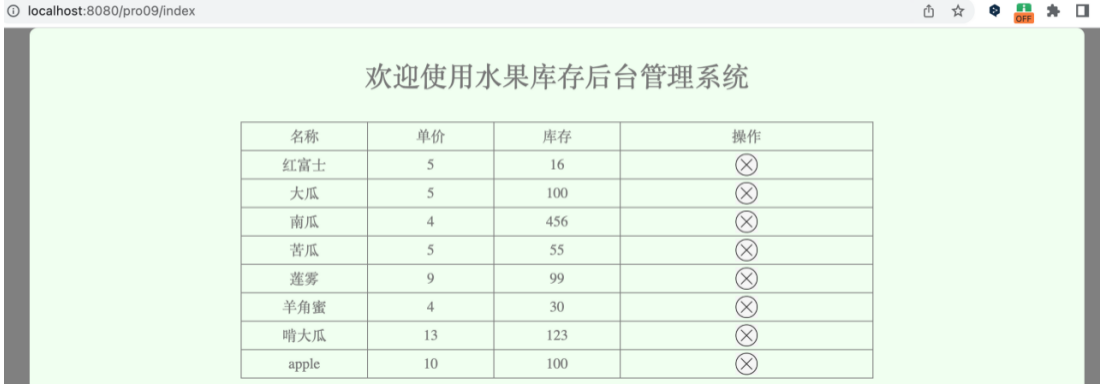 localhost:8080/pro09/index
OFF
欢迎使用水果库存后台管理系统
名称 单价 库存 操作
红富士 5 16
大瓜 5 100
南瓜 4 456
苦瓜 5 55
莲雾 9 99
羊角蜜 4 30
啃大瓜 13 123
apple 10 100